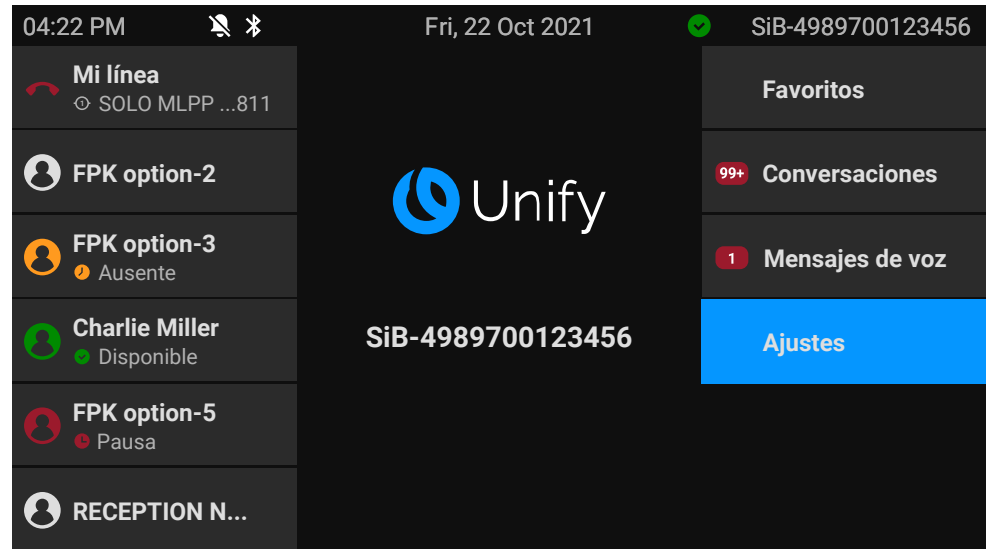 04:22 PM
Fri, 22 Oct 2021
SiB-4989700123456
Mi línea
SOLO MLPP ...811
FPK option-2
FPK option-3
Ausente
Charlie Miller
Disponible
FPK option-5
Pausa
RECEPTION N...
Unify
SiB-4989700123456
Favoritos
99+ Conversaciones
1 Mensajes de voz
Ajustes